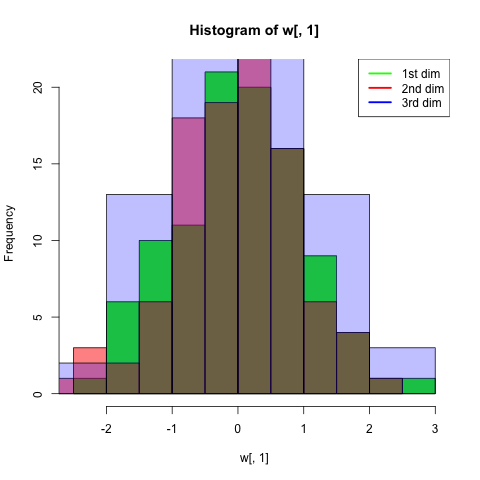 Histogram of w[, 1]
1st dim
2nd dim
3rd dim
Frequency
20
15
10
5
0
-2 -1 0 1 2 3
w[, 1]